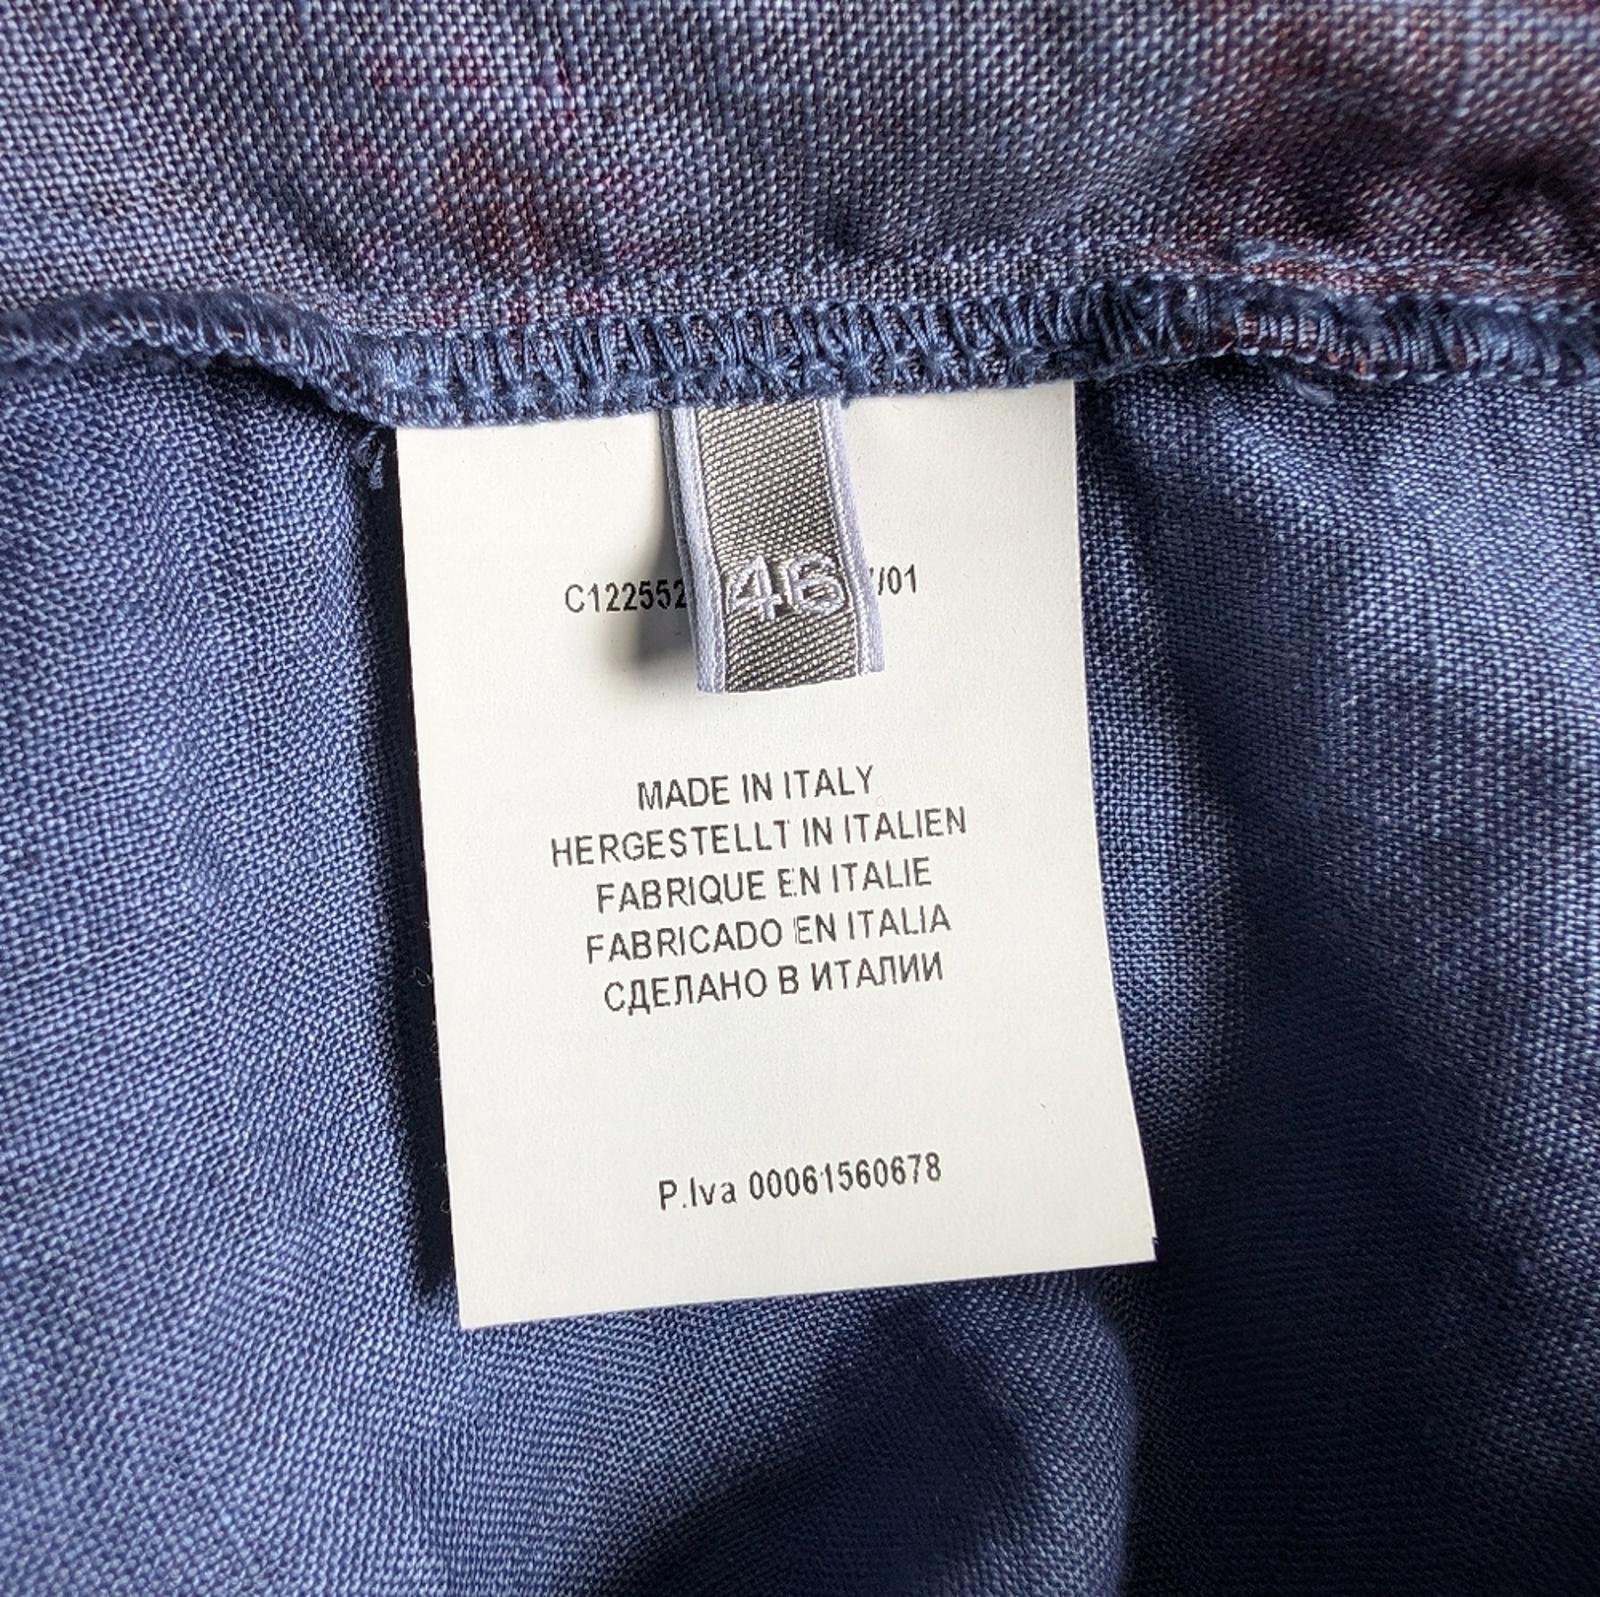 C122552 46 /01
MADE IN ITALY
HERGESTELLT IN ITALIEN
FABRIQUE EN ITALIE
FABRICADO EN ITALIA
СДЕЛАНО В ИТАЛИИ
P.Iva 00061560678